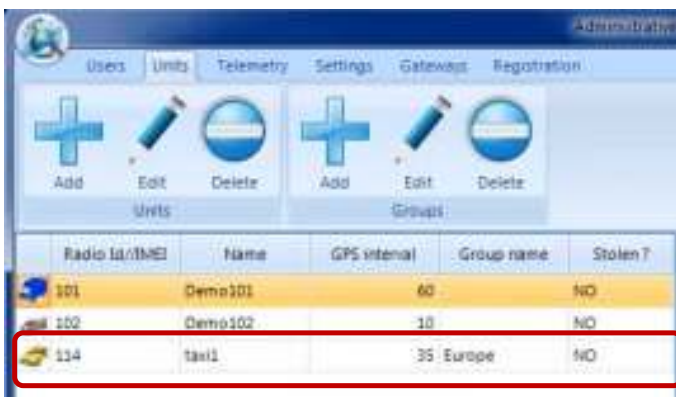 Administrative
Users Units Telemetry Settings Gateways Registration
Add Edit Delete Add Edit Delete
Units Groups
Radio Id/IMEI Name GPS interval Group name Stolen?
101 Demo101 60 NO
102 Demo102 10 NO
114 taxi1 35 Europe NO